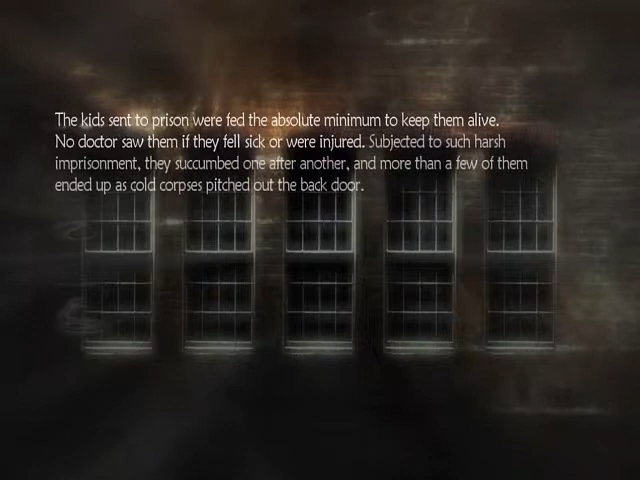 The kids sent to prison were fed the absolute minimum to keep them alive.
No doctor saw them if they fell sick or were injured. Subjected to such harsh
imprisonment, they succumbed one after another, and more than a few of them
ended up as cold corpses pitched out the back door.